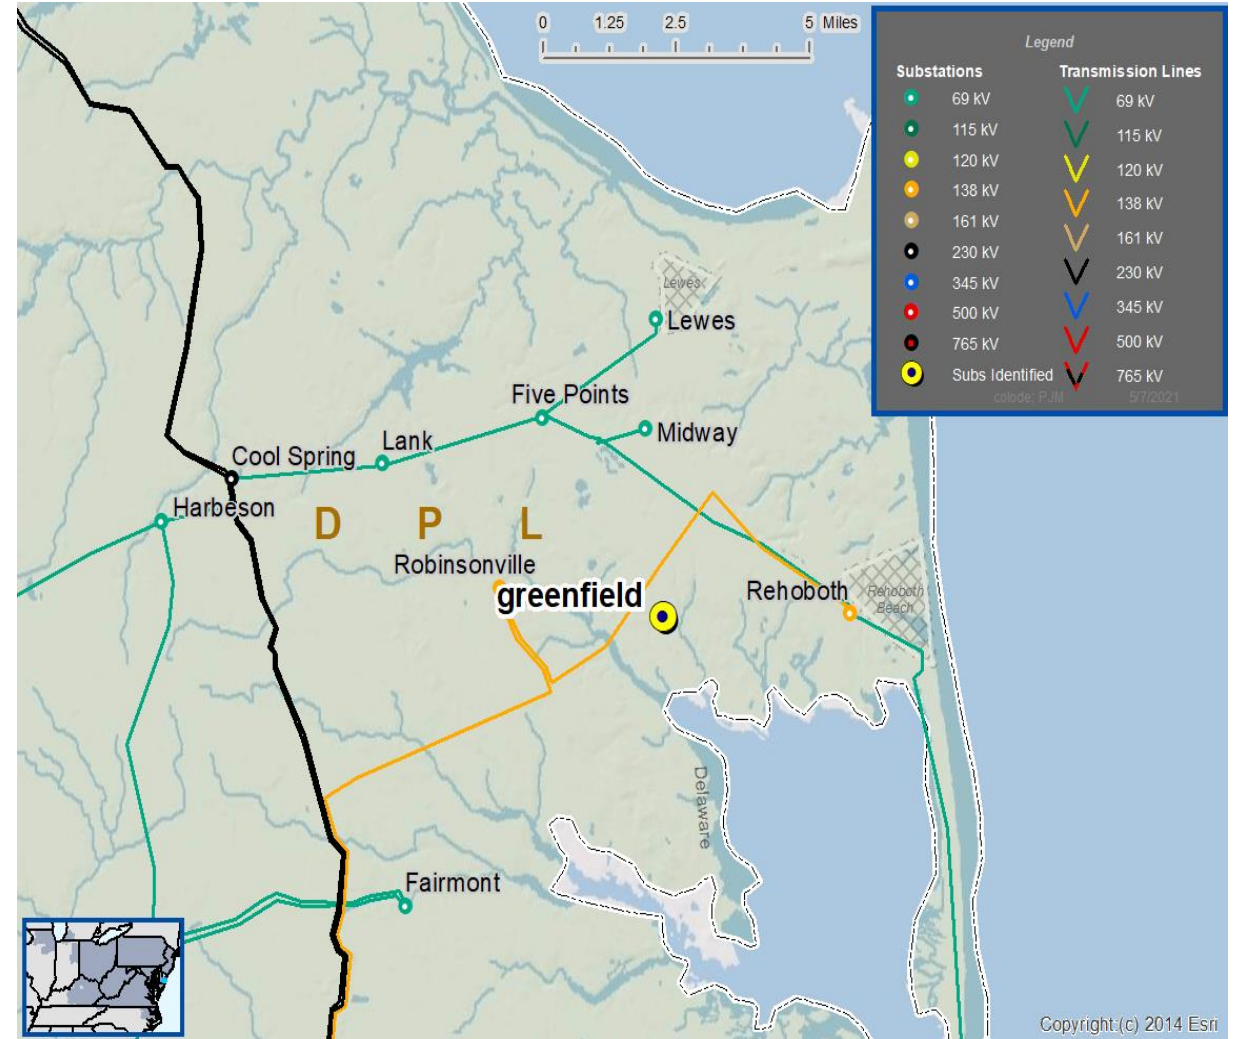 0 1.25 2.5 5 Miles
Legend
Substations Transmission Lines
69 kV 69 kV
115 kV 115 kV
120 kV 120 kV
138 kV 138 kV
161 kV 161 kV
230 kV 230 kV
345 kV 345 kV
500 kV 500 kV
765 kV 765 kV
Subs Identified
colode: PJM 5/7/2021
Lewes
Lewes
Five Points
Midway
Lank
Cool Spring
Harbeson
D P L
Robinsonville
greenfield
Rehoboth
Rehoboth
Beach
Delaware
Fairmont
Copyright:(c) 2014 Esri